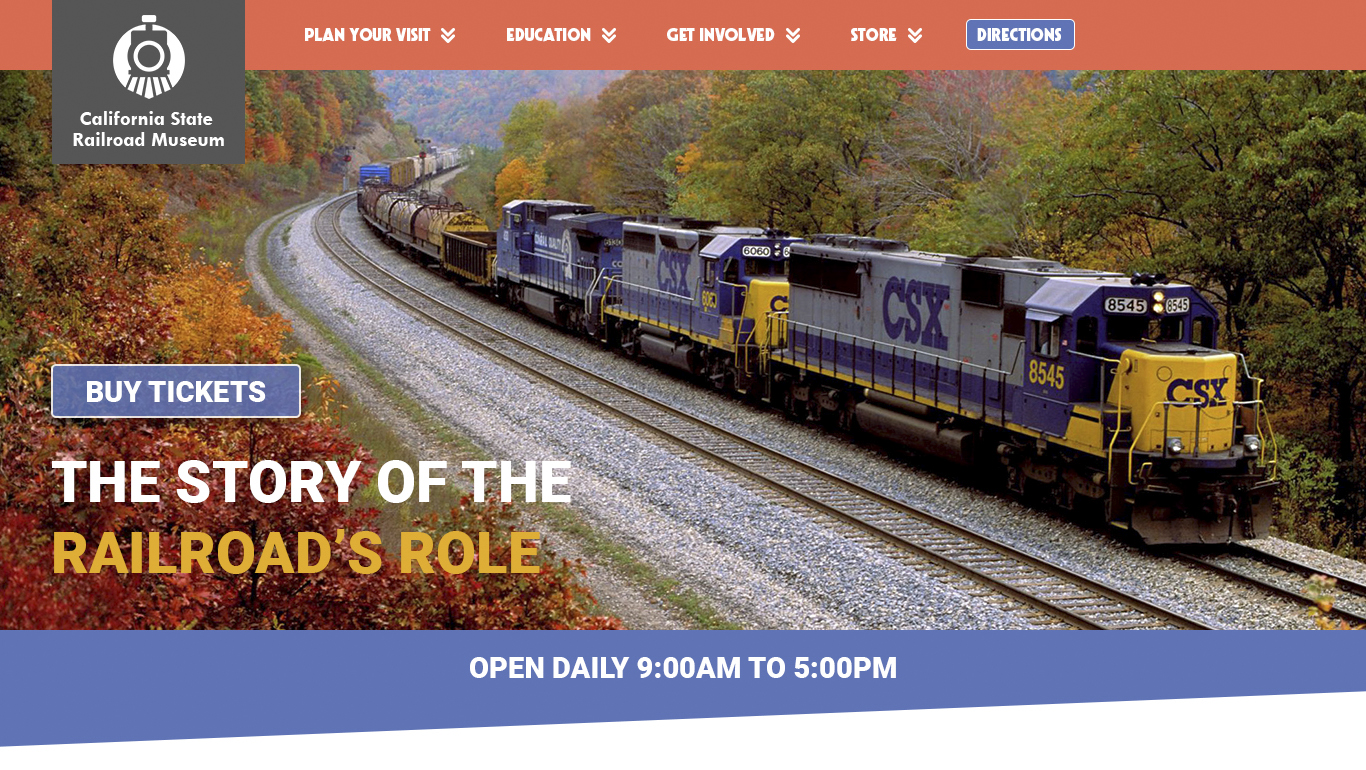 PLAN YOUR VISIT
EDUCATION
GET INVOLVED
STORE
DIRECTIONS
California State
Railroad Museum
6060
CSX
CSX
8545
8545
8545
CSX
BUY TICKETS
THE STORY OF THE
RAILROAD’S ROLE
OPEN DAILY 9:00AM TO 5:00PM